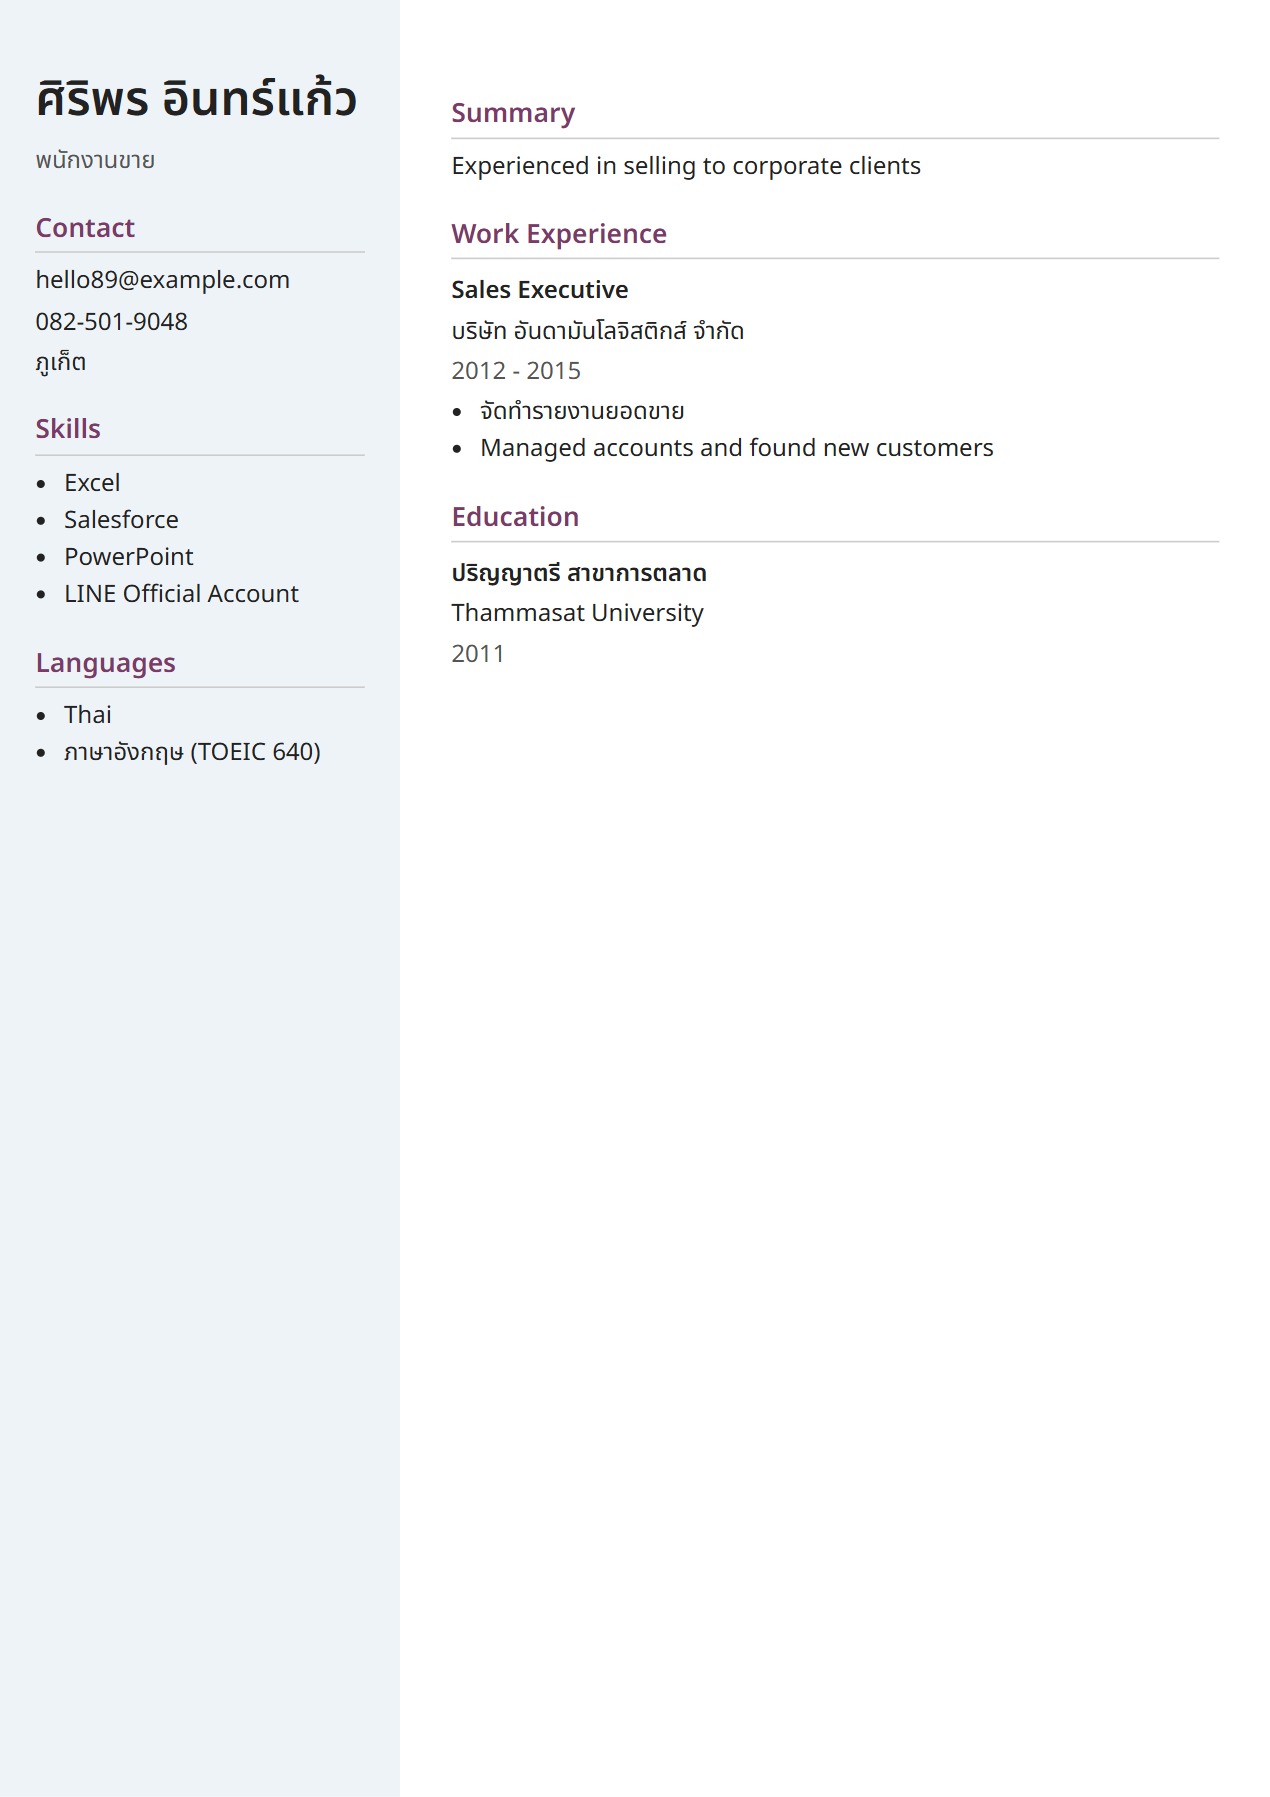 ศิริพร อินทร์แก้ว
พนักงานขาย
Contact
hello89@example.com
082-501-9048
ภูเก็ต
Skills
• Excel
• Salesforce
• PowerPoint
• LINE Official Account
Languages
• Thai
• ภาษาอังกฤษ (TOEIC 640)
Summary
Experienced in selling to corporate clients
Work Experience
Sales Executive
บริษัท อันดามันโลจิสติกส์ จำกัด
2012 - 2015
• จัดทำรายงานยอดขาย
• Managed accounts and found new customers
Education
ปริญญาตรี สาขาการตลาด
Thammasat University
2011